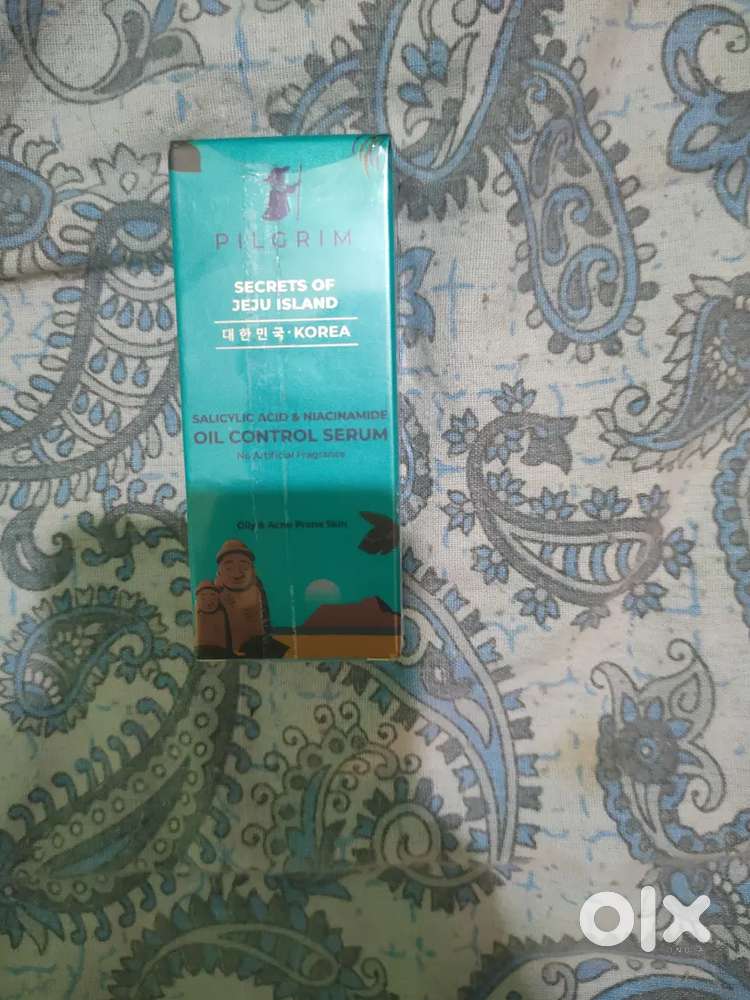 PILGRIM
SECRETS OF
JEJU ISLAND
대한민국·KOREA
SALICYLIC ACID & NIACINAMIDE
OIL CONTROL SERUM
No Artificial Fragrance
Oily & Acne Prone Skin
olx